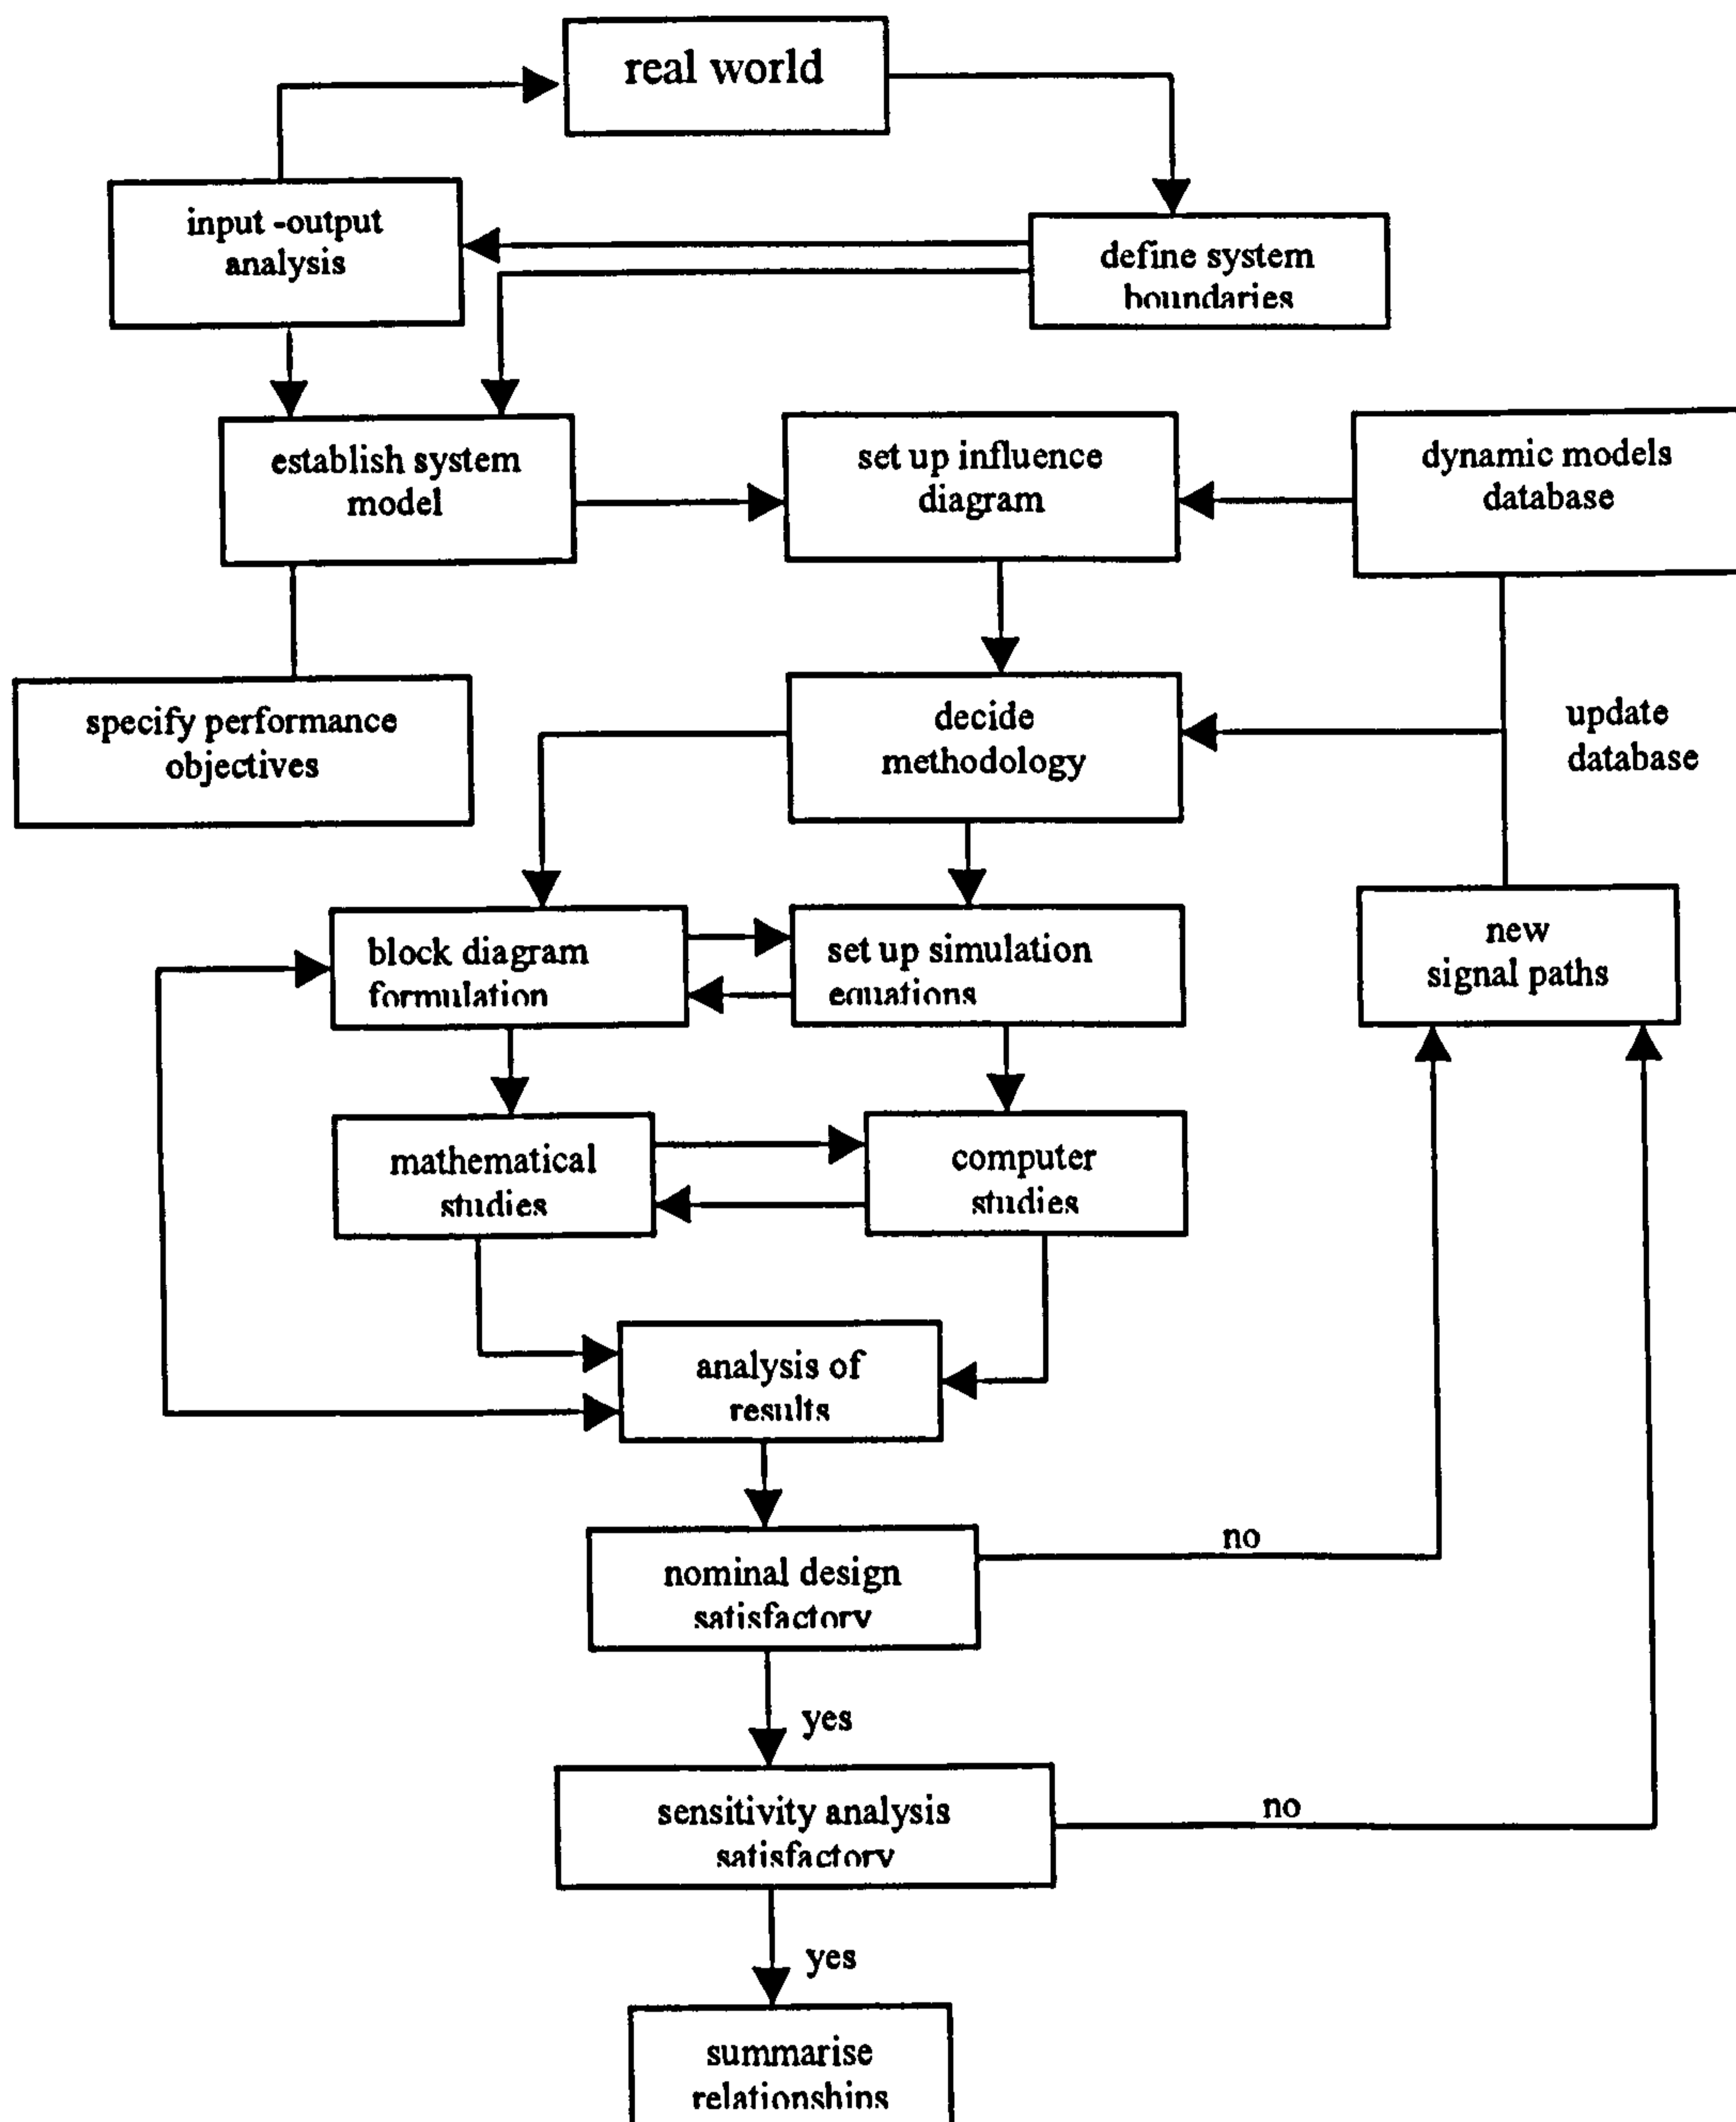 real world
input -output
analysis
define system
boundaries
establish system
model
set up influence
diagram
dynamic models
database
specify performance
objectives
decide
methodology
update
database
block diagram
formulation
set up simulation
equations
new
signal paths
mathematical
studies
computer
studies
analysis of
results
nominal design
satisfactory
no
yes
sensitivity analysis
satisfactory
no
yes
summarise
relationships